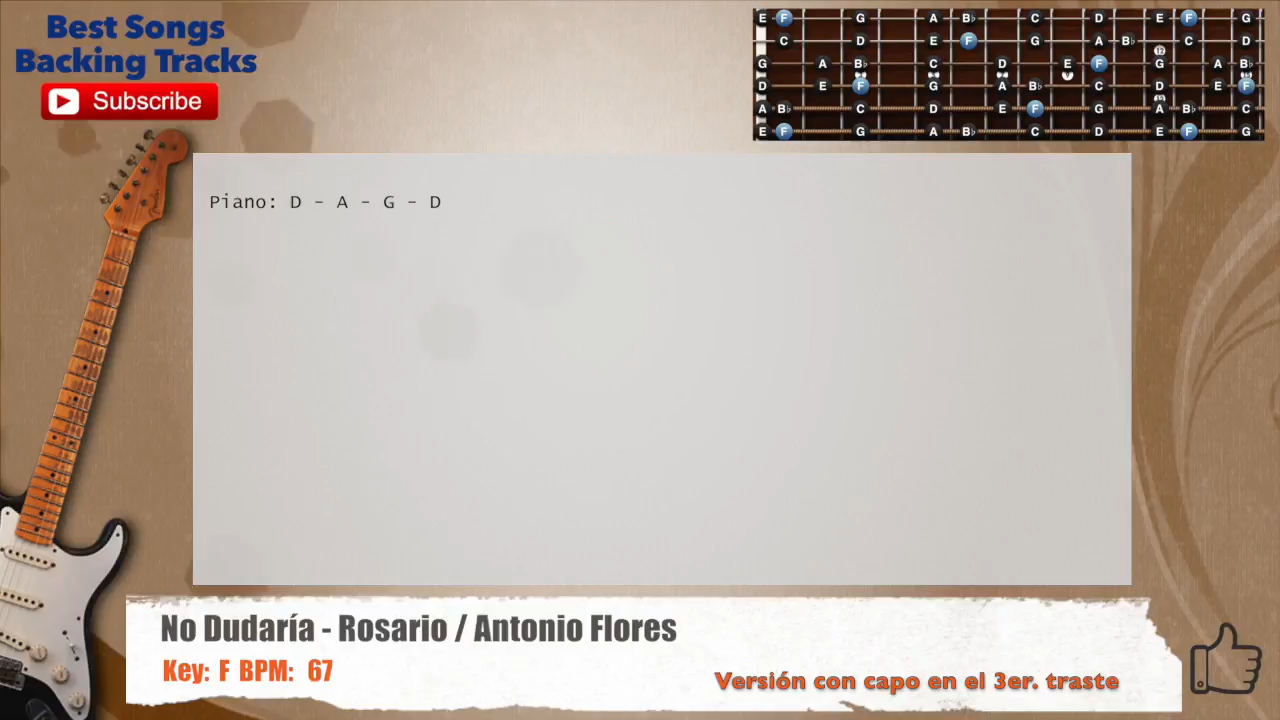 Best Songs
Backing Tracks
Subscribe
E F G A B♭ C D E F G
C D E F G A B♭ C D
G A B♭ C D E F G A B♭
D E F G A B♭ C D E F
A B♭ C D E F G A B♭ C
E F G A B♭ C D E F G
12
Piano: D - A - G - D
No Dudaría - Rosario / Antonio Flores
Key: F BPM: 67
Versión con capo en el 3er. traste